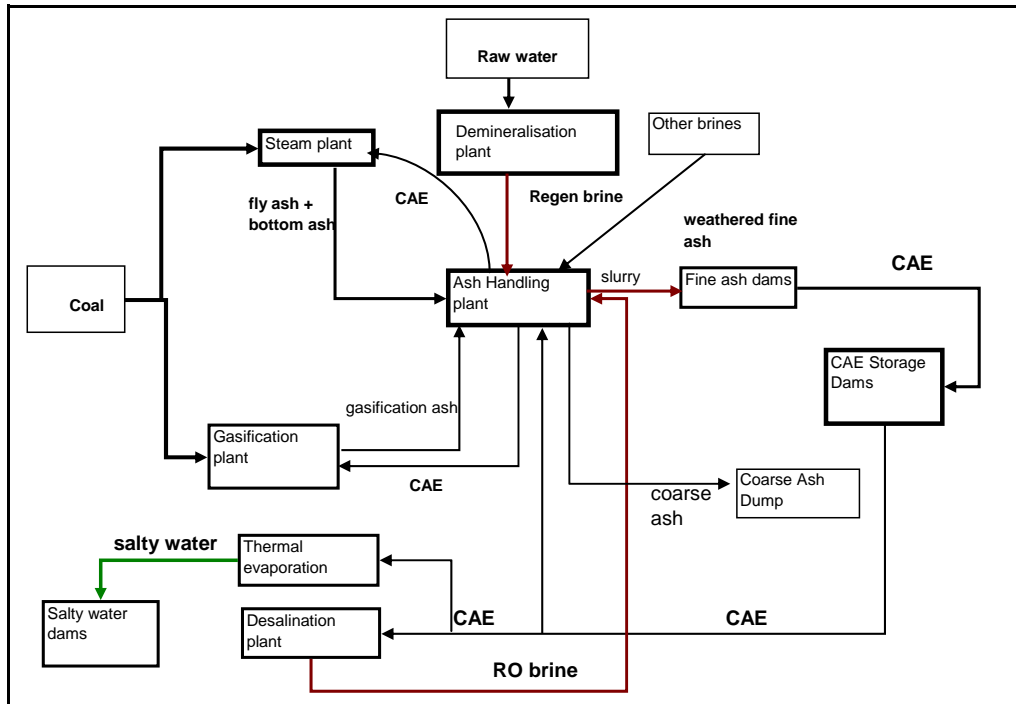 Raw water
Demineralisation
plant
Other brines
Steam plant
fly ash +
bottom ash
CAE
Regen brine
weathered fine
ash
CAE
Coal
Ash Handling
plant
slurry
Fine ash dams
CAE Storage
Dams
gasification ash
Gasification
plant
CAE
coarse
ash
Coarse Ash
Dump
salty water
Thermal
evaporation
Salty water
dams
Desalination
plant
CAE
CAE
RO brine